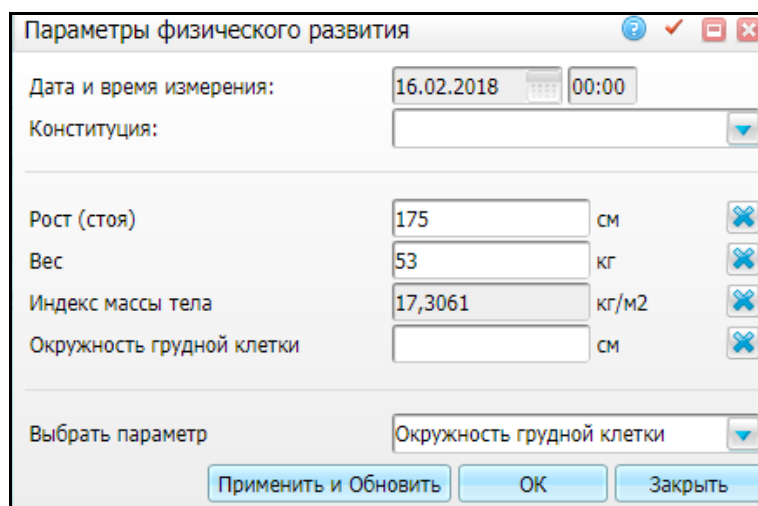 Параметры физического развития
Дата и время измерения: 16.02.2018 00:00
Конституция:
Рост (стоя) 175 см
Вес 53 кг
Индекс массы тела 17,3061 кг/м2
Окружность грудной клетки см
Выбрать параметр Окружность грудной клетки
Применить и Обновить ОК Закрыть